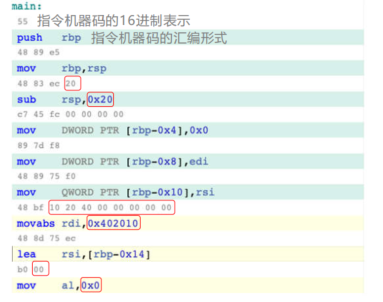 main:
55 指令机器码的16进制表示
push rbp 指令机器码的汇编形式
48 89 e5
mov rbp,rsp
48 83 ec 20
sub rsp,0x20
c7 45 fc 00 00 00 00
mov DWORD PTR [rbp-0x4],0x0
89 7d f8
mov DWORD PTR [rbp-0x8],edi
48 89 75 f0
mov QWORD PTR [rbp-0x10],rsi
48 bf 10 20 40 00 00 00 00 00
movabs rdi,0x402010
48 8d 75 ec
lea rsi,[rbp-0x14]
b0 00
mov al,0x0